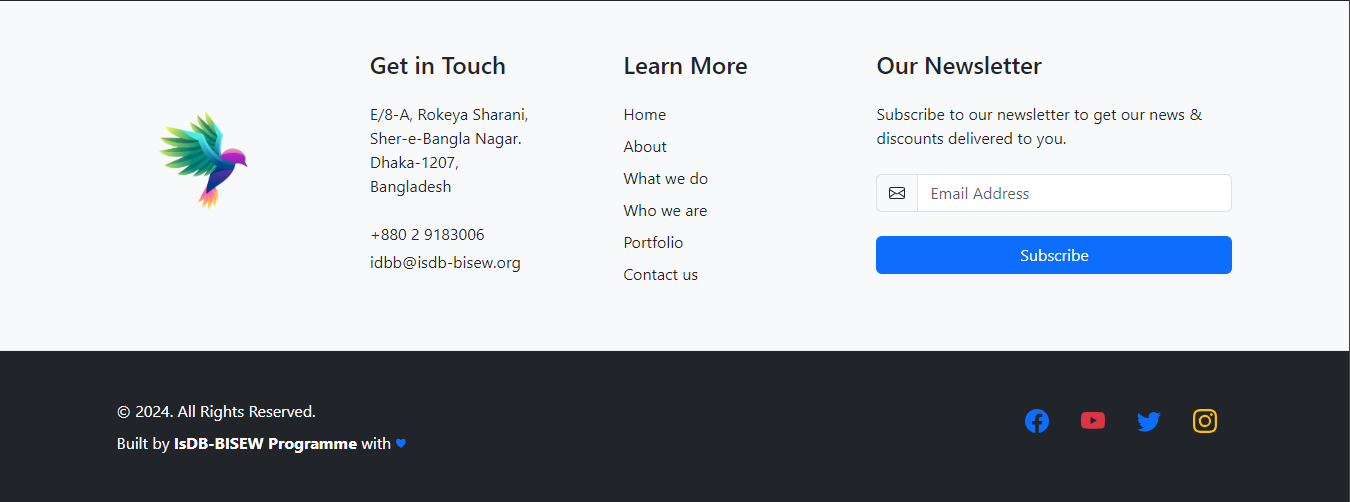 Get in Touch
E/8-A, Rokeya Sharani,
Sher-e-Bangla Nagar.
Dhaka-1207,
Bangladesh
+880 2 9183006
idbb@isdb-bisew.org
Learn More
Home
About
What we do
Who we are
Portfolio
Contact us
Our Newsletter
Subscribe to our newsletter to get our news &
discounts delivered to you.
Email Address
Subscribe
© 2024. All Rights Reserved.
Built by IsDB-BISEW Programme with